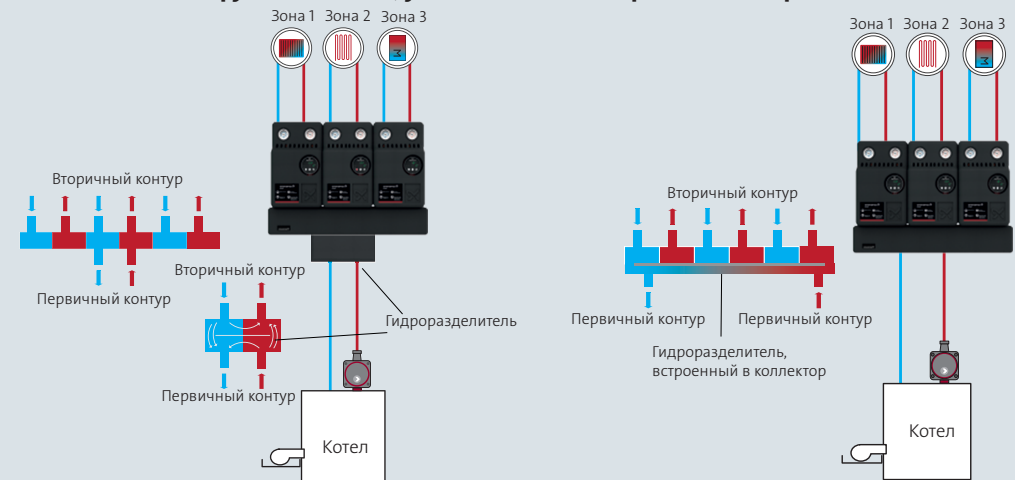 Зона 1 Зона 2 Зона 3
Вторичный контур
Первичный контур
Вторичный контур
Первичный контур
Гидроразделитель
Котел
Зона 1 Зона 2 Зона 3
Вторичный контур
Первичный контур Первичный контур
Гидроразделитель,
встроенный в коллектор
Котел